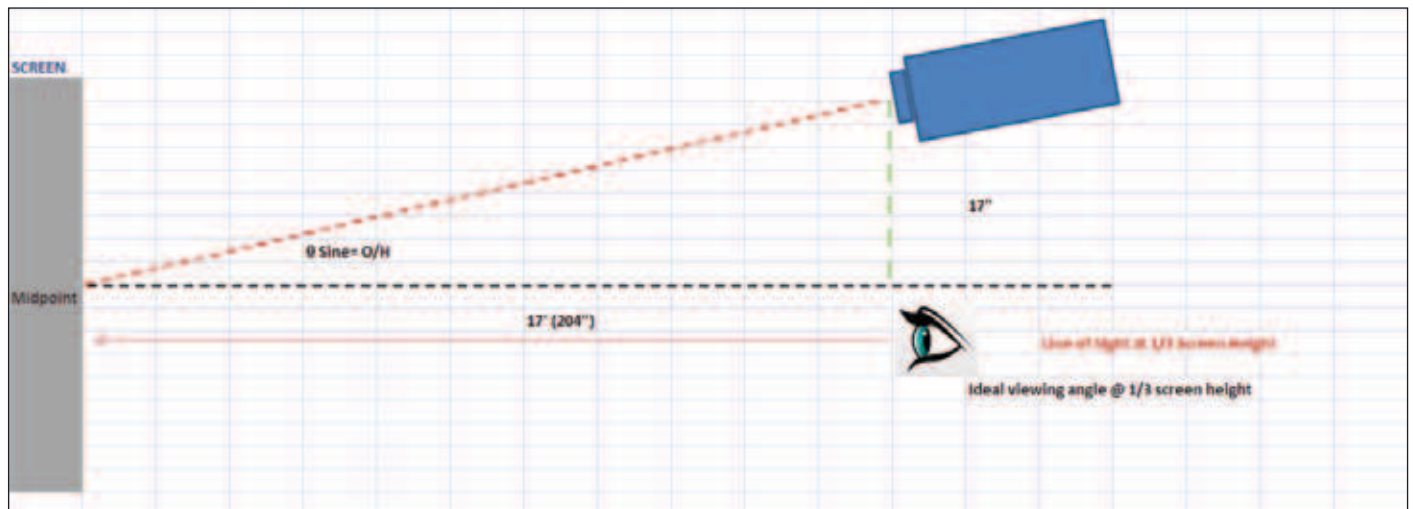 SCREEN
17"
θ Sine= O/H
Midpoint
17' (204")
Line of Sight at 1/3 Screen Height
Ideal viewing angle @ 1/3 screen height